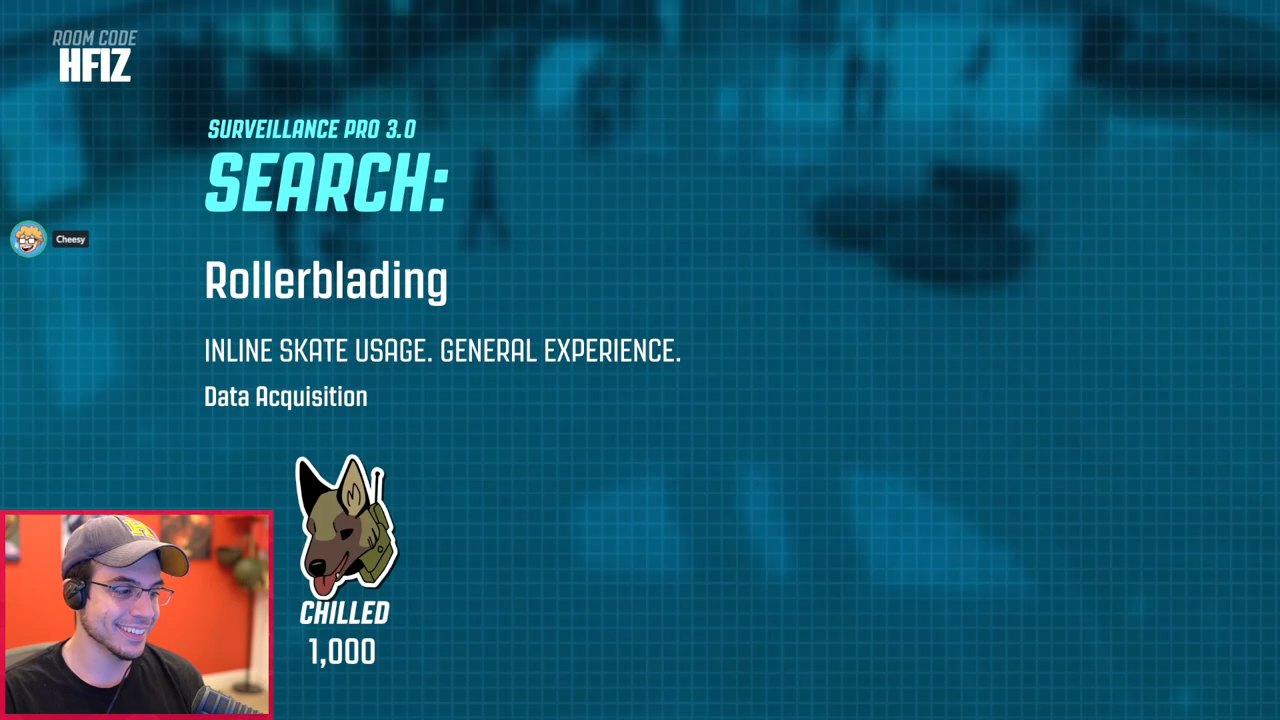 ROOM CODE
HFIZ
SURVEILLANCE PRO 3.0
SEARCH:
Cheesy
Rollerblading
INLINE SKATE USAGE. GENERAL EXPERIENCE.
Data Acquisition
CHILLED
1,000